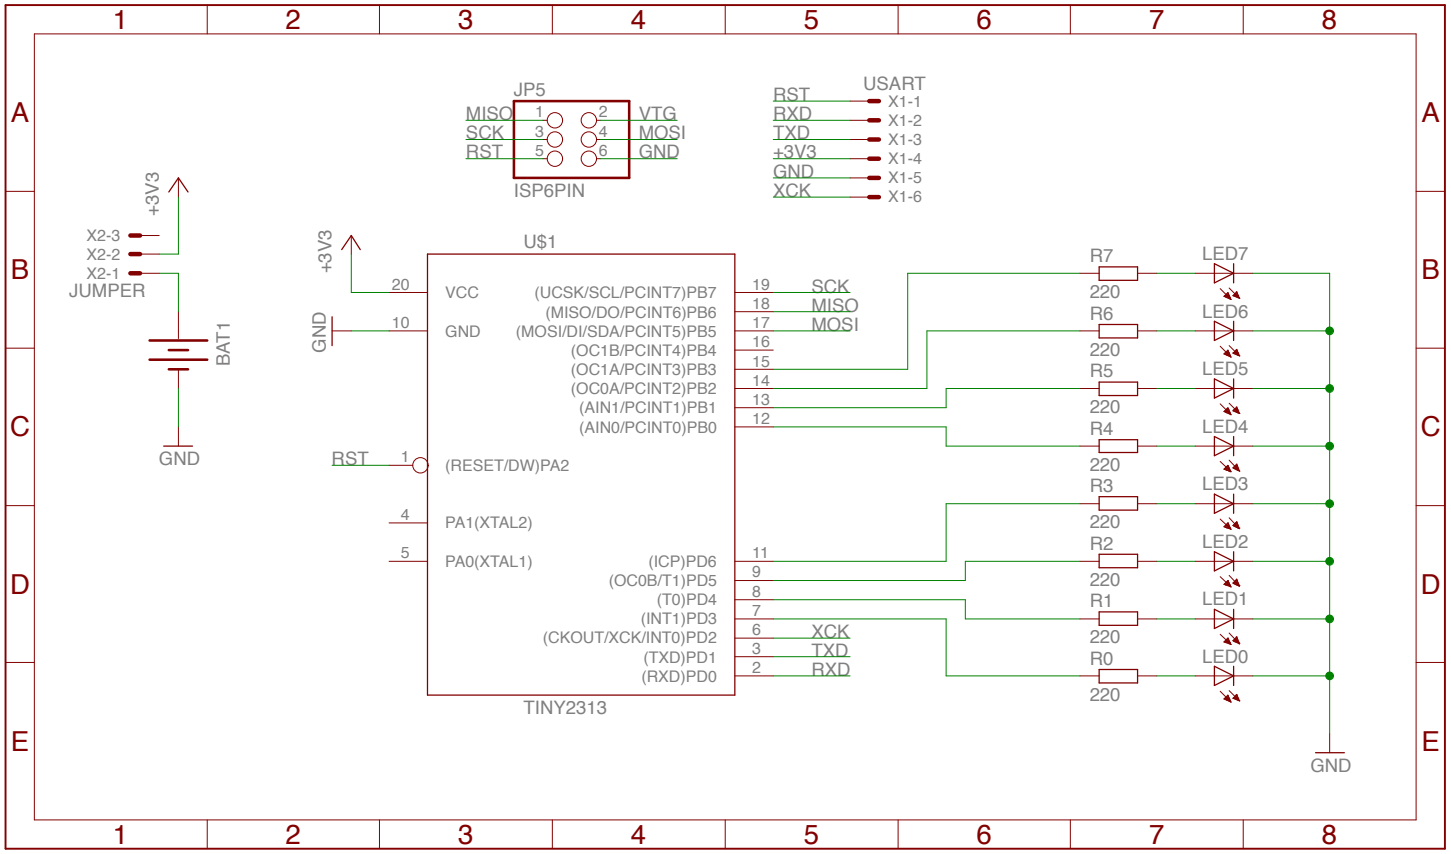 1 2 3 4 5 6 7 8
A A
B B
C C
D D
E E
JP5
MISO 1 2 VTG
SCK 3 4 MOSI
RST 5 6 GND
ISP6PIN
USART
RST X1-1
RXD X1-2
TXD X1-3
+3V3 X1-4
GND X1-5
XCK X1-6
+3V3
X2-3
X2-2
X2-1
JUMPER
BAT1
GND
U$1
+3V3
20 VCC
GND
10 GND
RST 1 (RESET/DW)PA2
4 PA1(XTAL2)
5 PA0(XTAL1)
(UCSK/SCL/PCINT7)PB7 19 SCK
(MISO/DO/PCINT6)PB6 18 MISO
(MOSI/DI/SDA/PCINT5)PB5 17 MOSI
(OC1B/PCINT4)PB4 16
(OC1A/PCINT3)PB3 15
(OC0A/PCINT2)PB2 14
(AIN1/PCINT1)PB1 13
(AIN0/PCINT0)PB0 12
(ICP)PD6 11
(OC0B/T1)PD5 9
(T0)PD4 8
(INT1)PD3 7
(CKOUT/XCK/INT0)PD2 6 XCK
(TXD)PD1 3 TXD
(RXD)PD0 2 RXD
TINY2313
R7 LED7
220
R6 LED6
220
R5 LED5
220
R4 LED4
220
R3 LED3
220
R2 LED2
220
R1 LED1
220
R0 LED0
220
GND
1 2 3 4 5 6 7 8